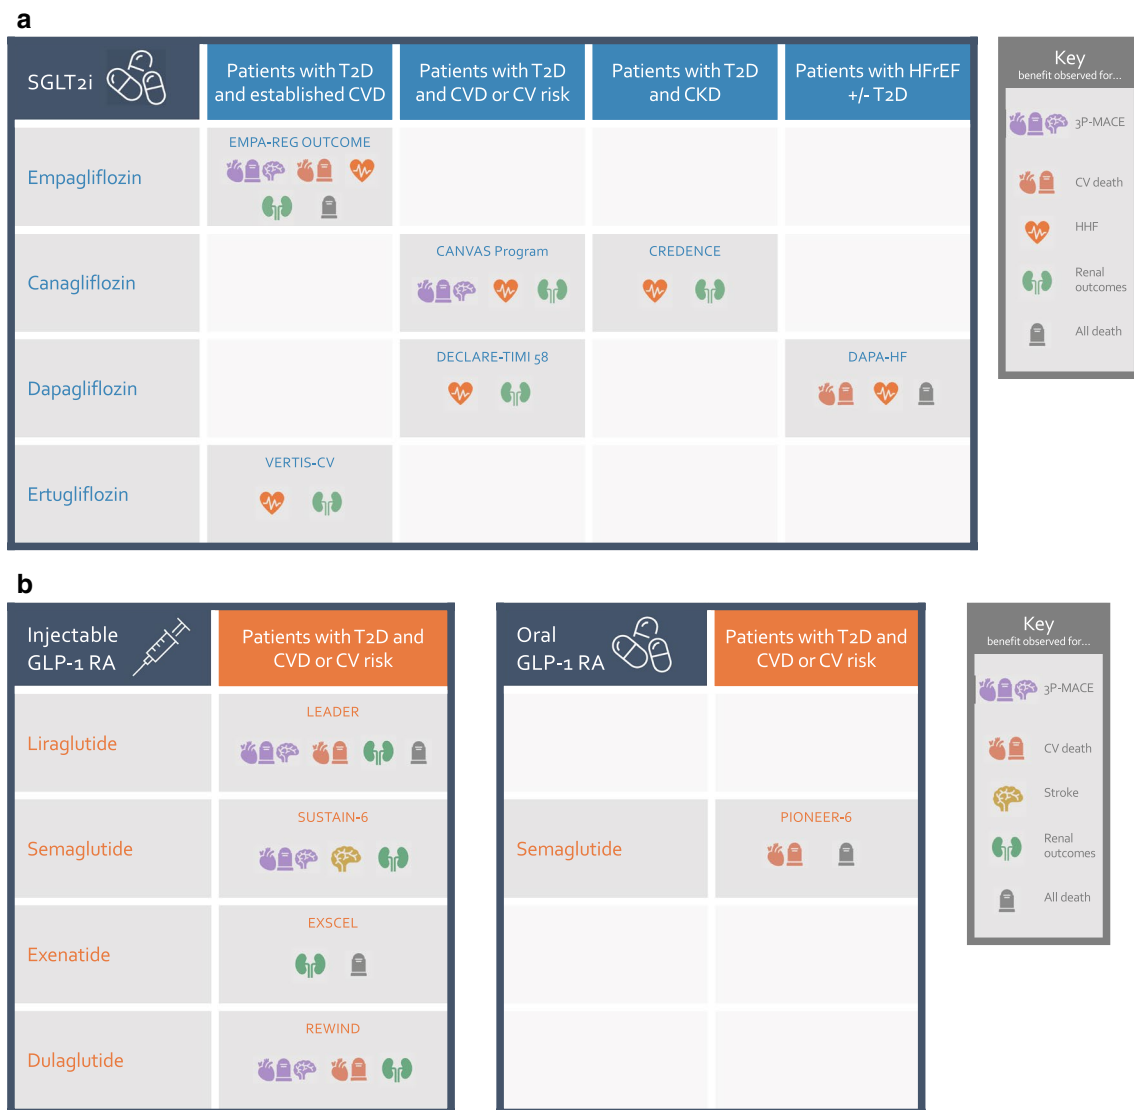 a
SGLT2i
Patients with T2D
and established CVD
Patients with T2D
and CVD or CV risk
Patients with T2D
and CKD
Patients with HFrEF
+/- T2D
Key
benefit observed for...
3P-MACE
CV death
HHF
Renal
outcomes
All death
Empagliflozin
EMPA-REG OUTCOME
Canagliflozin
CANVAS Program
CREDENCE
Dapagliflozin
DECLARE-TIMI 58
DAPA-HF
Ertugliflozin
VERTIS-CV
b
Injectable
GLP-1 RA
Patients with T2D and
CVD or CV risk
Liraglutide
LEADER
Semaglutide
SUSTAIN-6
Exenatide
EXSCEL
Dulaglutide
REWIND
Oral
GLP-1 RA
Patients with T2D and
CVD or CV risk
Semaglutide
PIONEER-6
Key
benefit observed for...
3P-MACE
CV death
Stroke
Renal
outcomes
All death